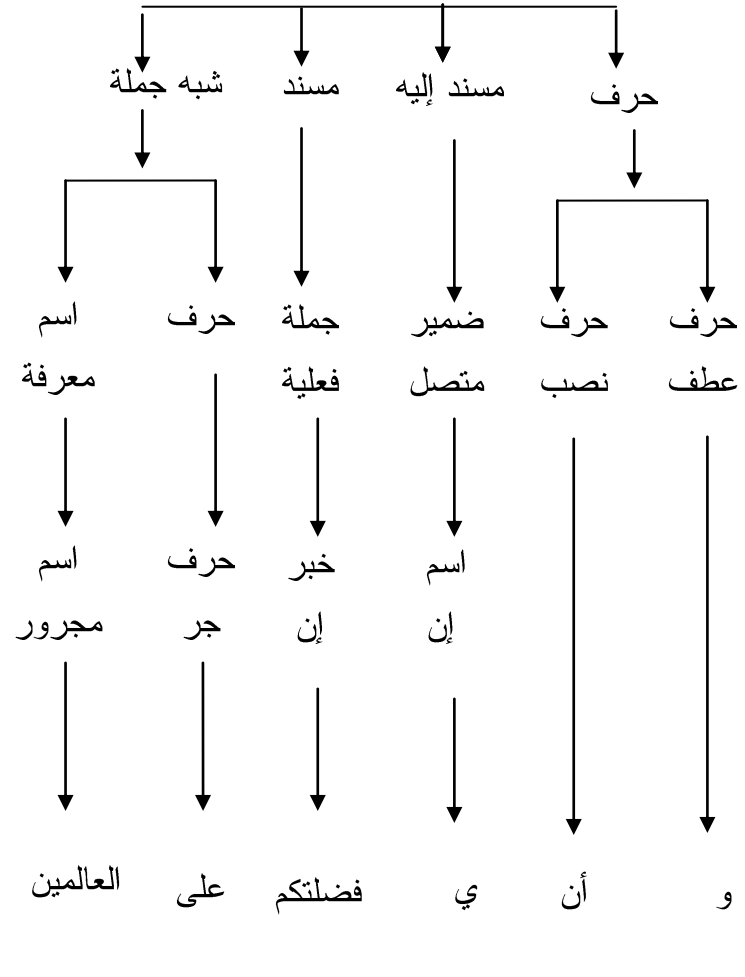 حرف مسند إليه مسند شبه جملة
حرف حرف ضمير جملة حرف اسم
عطف نصب متصل فعلية معرفة
اسم خبر حرف اسم
إن إن جر مجرور
و أن ي فضلتكم على العالمين